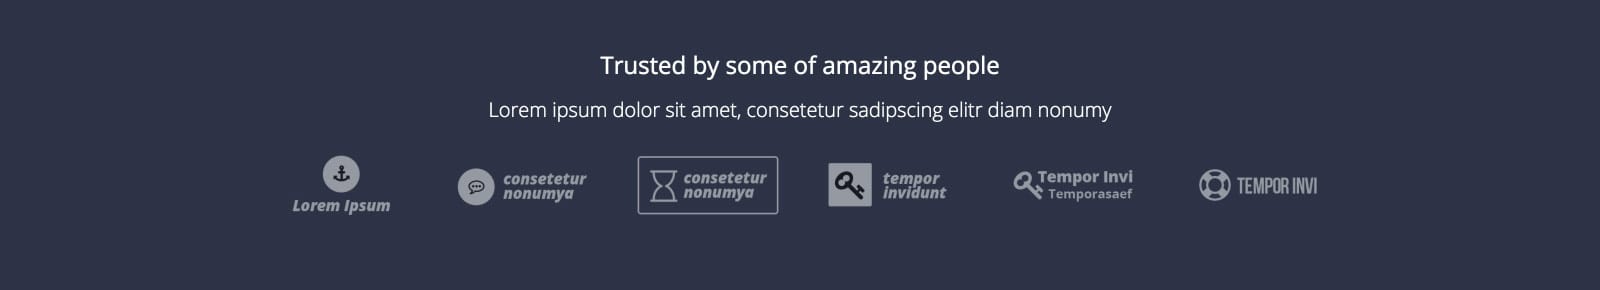 Trusted by some of amazing people
Lorem ipsum dolor sit amet, consetetur sadipscing elitr diam nonumy
Lorem Ipsum
consetetur
nonumya
consetetur
nonumya
tempor
invidunt
Tempor Invi
Temporasaef
TEMPOR INVI